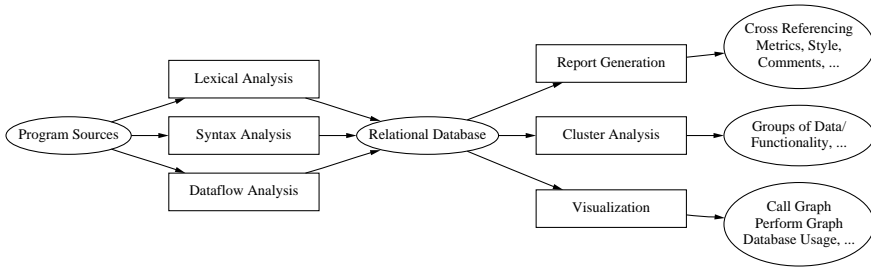 Program Sources
Lexical Analysis
Syntax Analysis
Dataflow Analysis
Relational Database
Report Generation
Cluster Analysis
Visualization
Cross Referencing
Metrics, Style,
Comments, ...
Groups of Data/
Functionality, ...
Call Graph
Perform Graph
Database Usage, ...